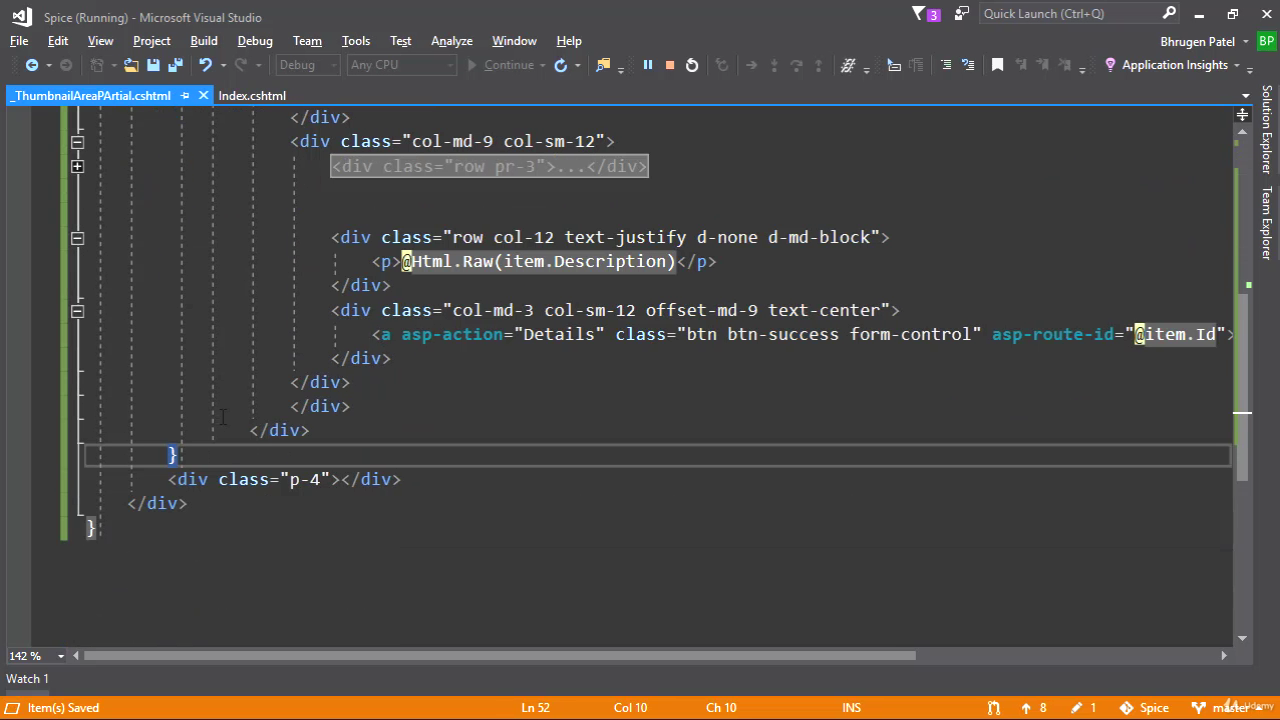 Spice (Running) - Microsoft Visual Studio
3
Quick Launch (Ctrl+Q)
File Edit View Project Build Debug Team Tools Test Analyze Window Help
Bhrugen Patel BP
Debug Any CPU Continue Application Insights
_ThumbnailAreaPArtial.cshtml Index.cshtml
Solution Explorer
Team Explorer
</div>
<div class="col-md-9 col-sm-12">
<div class="row pr-3">...</div>
<div class="row col-12 text-justify d-none d-md-block">
<p>@Html.Raw(item.Description)</p>
</div>
<div class="col-md-3 col-sm-12 offset-md-9 text-center">
<a asp-action="Details" class="btn btn-success form-control" asp-route-id="@item.Id">
</div>
</div>
</div>
</div>
}
<div class="p-4"></div>
</div>
}
142 %
Watch 1
Item(s) Saved Ln 52 Col 10 Ch 10 INS 8 1 Spice master
Udemy